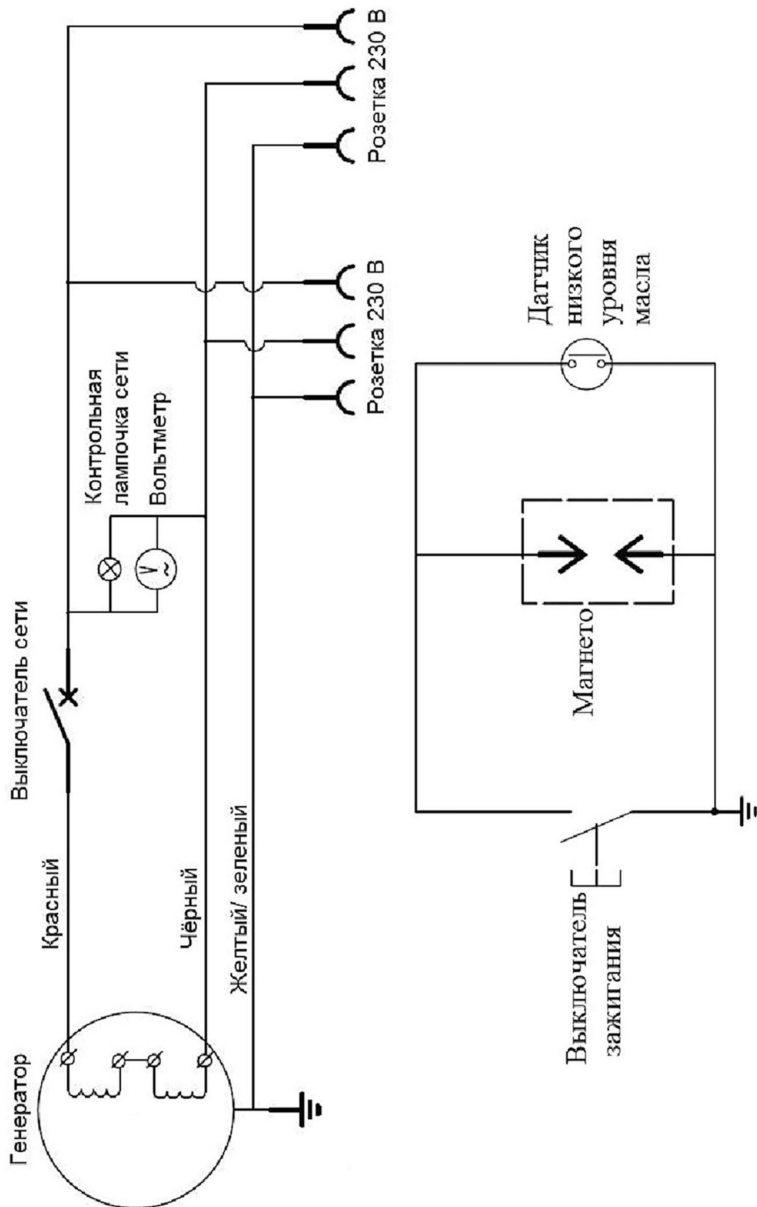 Генератор
Красный
Выключатель сети
Контрольная
лампочка сети
Вольтметр
V
Чёрный
Желтый/ зеленый
Розетка 230 В
Розетка 230 В
Выключатель
зажигания
Магнето
Датчик
низкого
уровня
масла